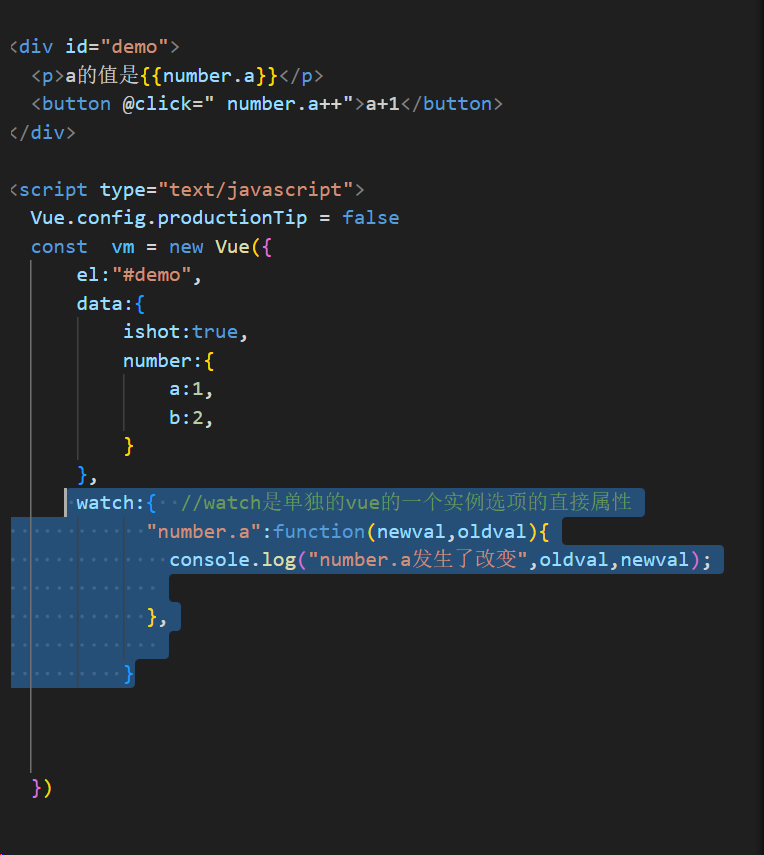 <div id="demo">
<p>a的值是{{number.a}}</p>
<button @click=" number.a++">a+1</button>
</div>
<script type="text/javascript">
Vue.config.productionTip = false
const  vm = new Vue({
el:"#demo",
data:{
ishot:true,
number:{
a:1,
b:2,
}
},
watch:{  //watch是单独的vue的一个实例选项的直接属性
"number.a":function(newval,oldval){
console.log("number.a发生了改变",oldval,newval);
},
}
})